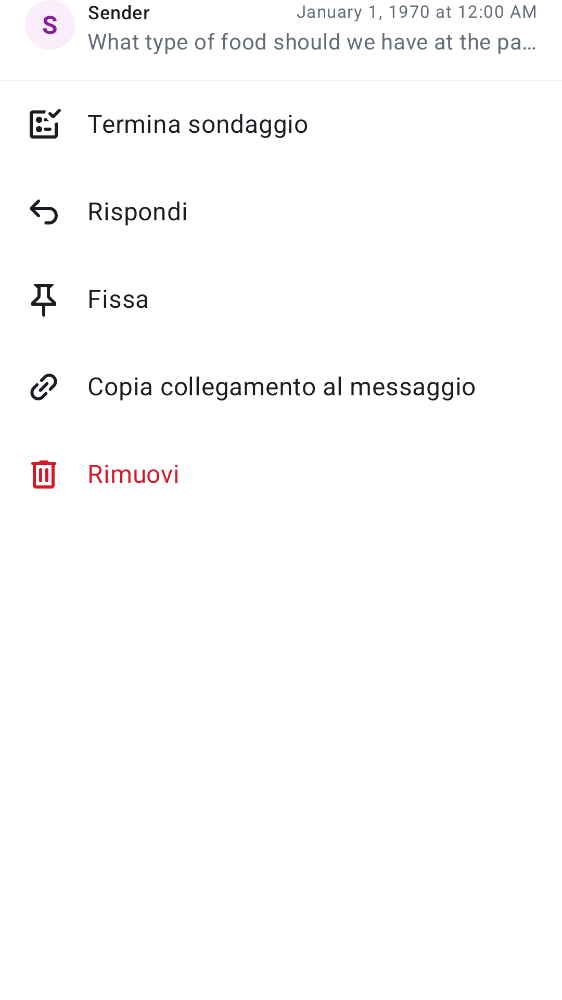 S
Sender
January 1, 1970 at 12:00 AM
What type of food should we have at the pa…
Termina sondaggio
Rispondi
Fissa
Copia collegamento al messaggio
Rimuovi